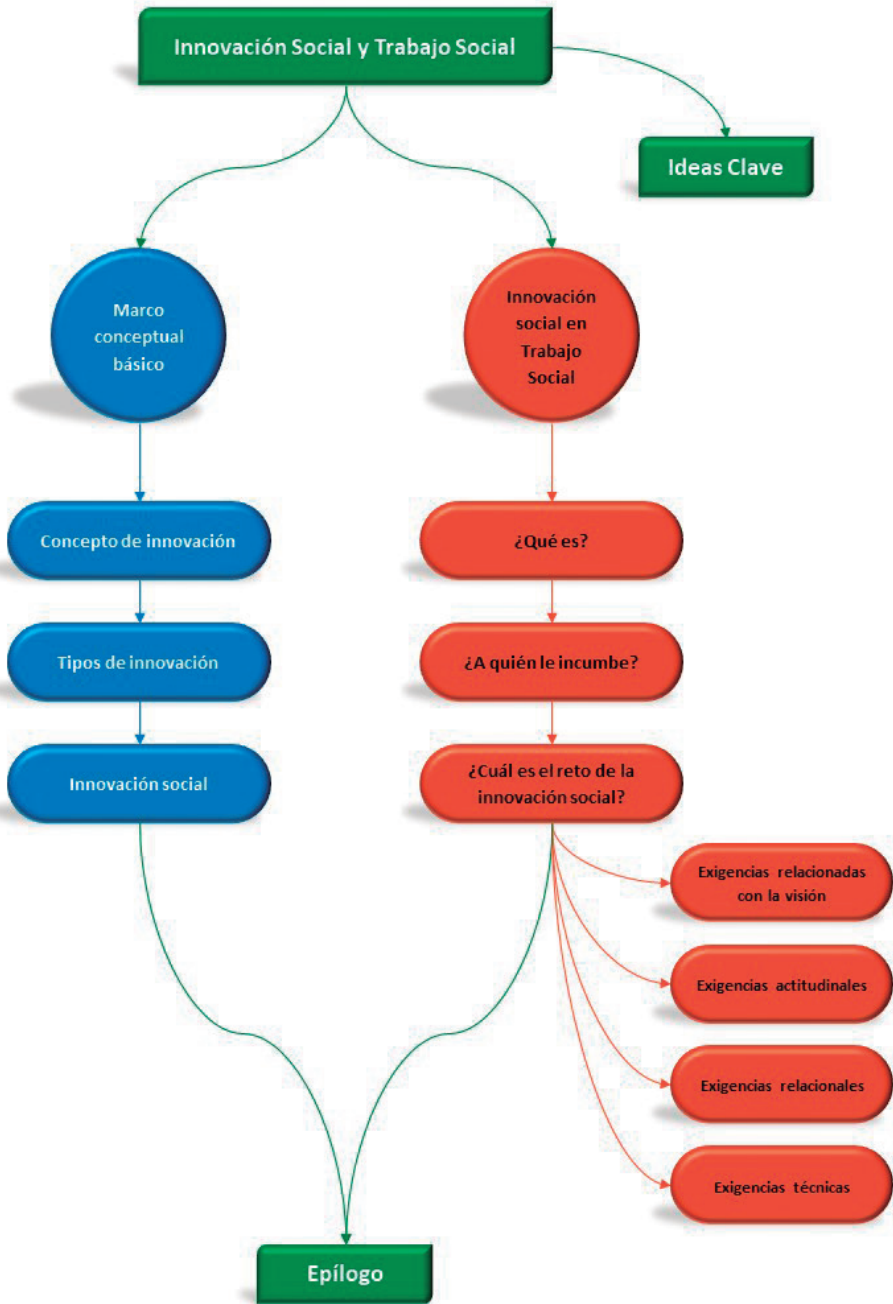 Innovación Social y Trabajo Social
Ideas Clave
Marco
conceptual
básico
Concepto de innovación
Tipos de innovación
Innovación social
Innovación
social en
Trabajo
Social
¿Qué es?
¿A quién le incumbe?
¿Cuál es el reto de la
innovación social?
Exigencias relacionadas
con la visión
Exigencias actitudinales
Exigencias relacionales
Exigencias técnicas
Epílogo